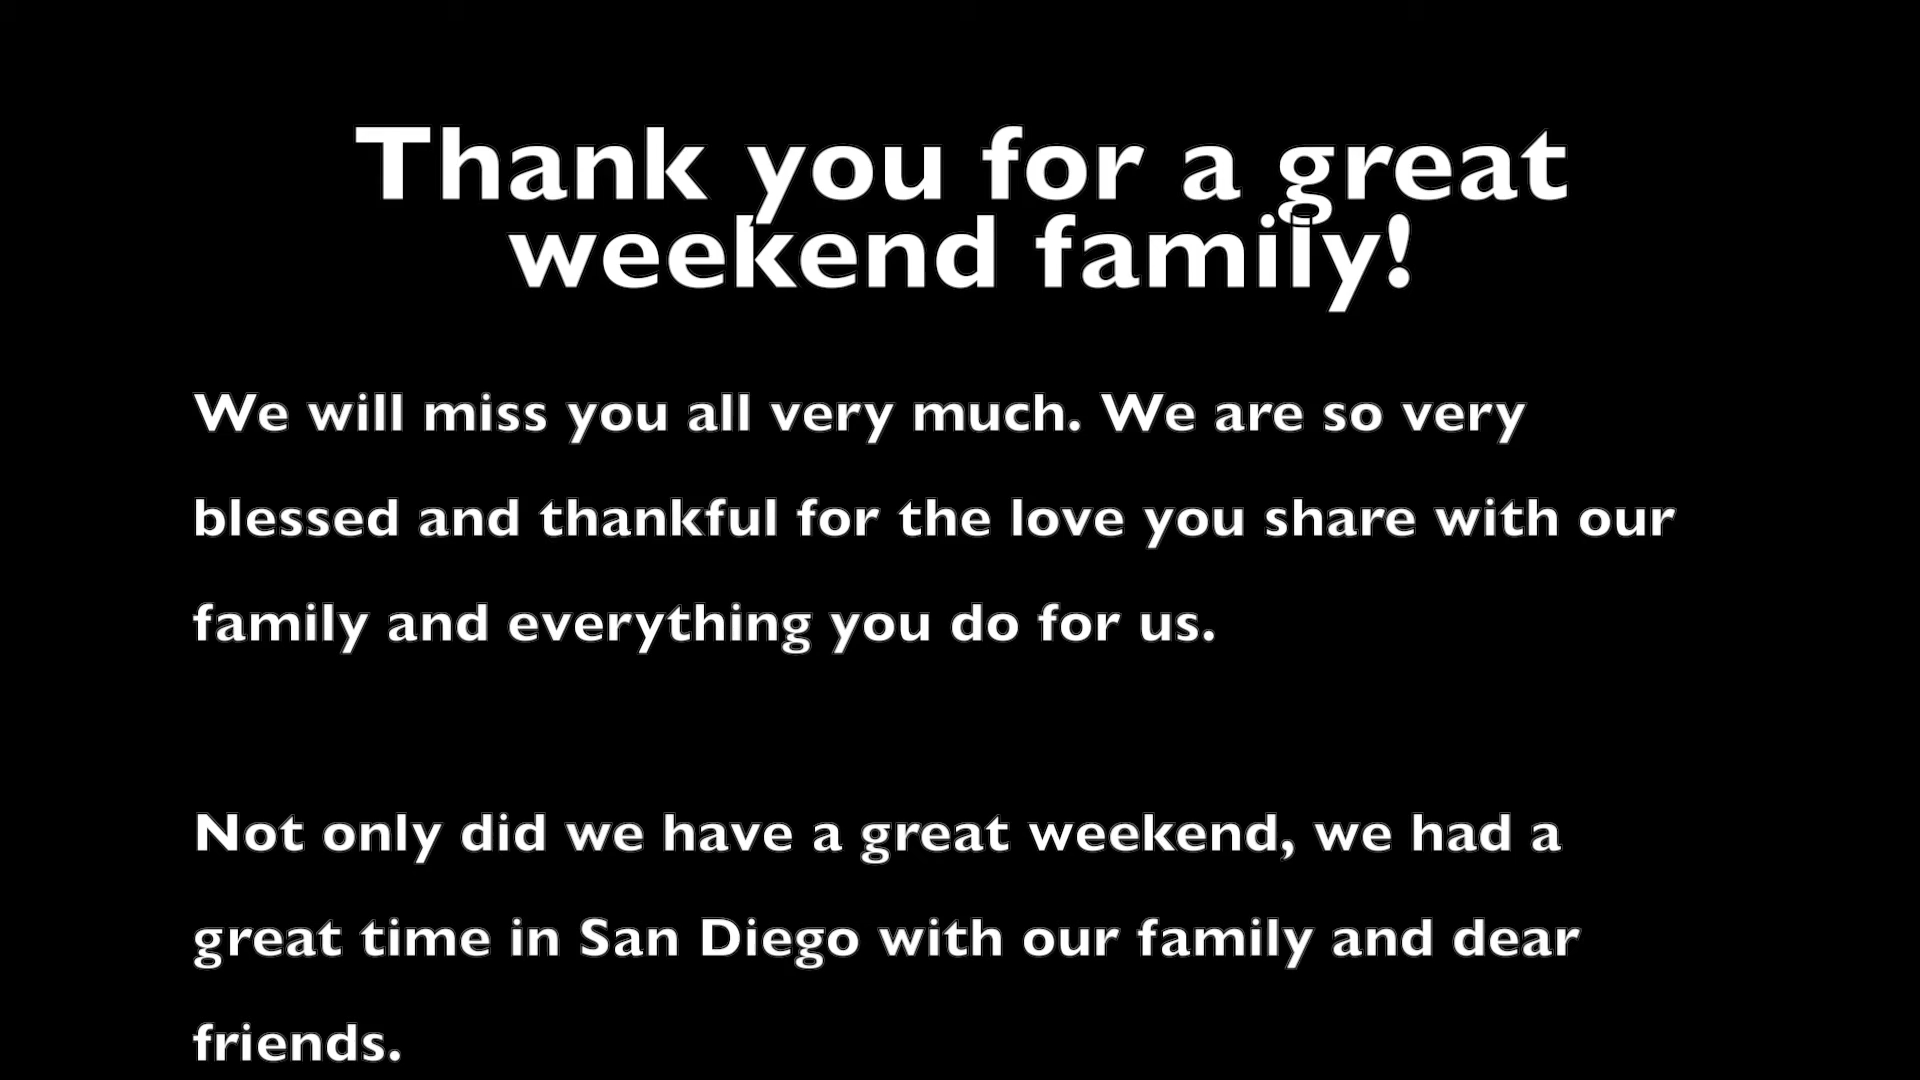 Thank you for a great
weekend family!
We will miss you all very much. We are so very
blessed and thankful for the love you share with our
family and everything you do for us.
Not only did we have a great weekend, we had a
great time in San Diego with our family and dear
friends.